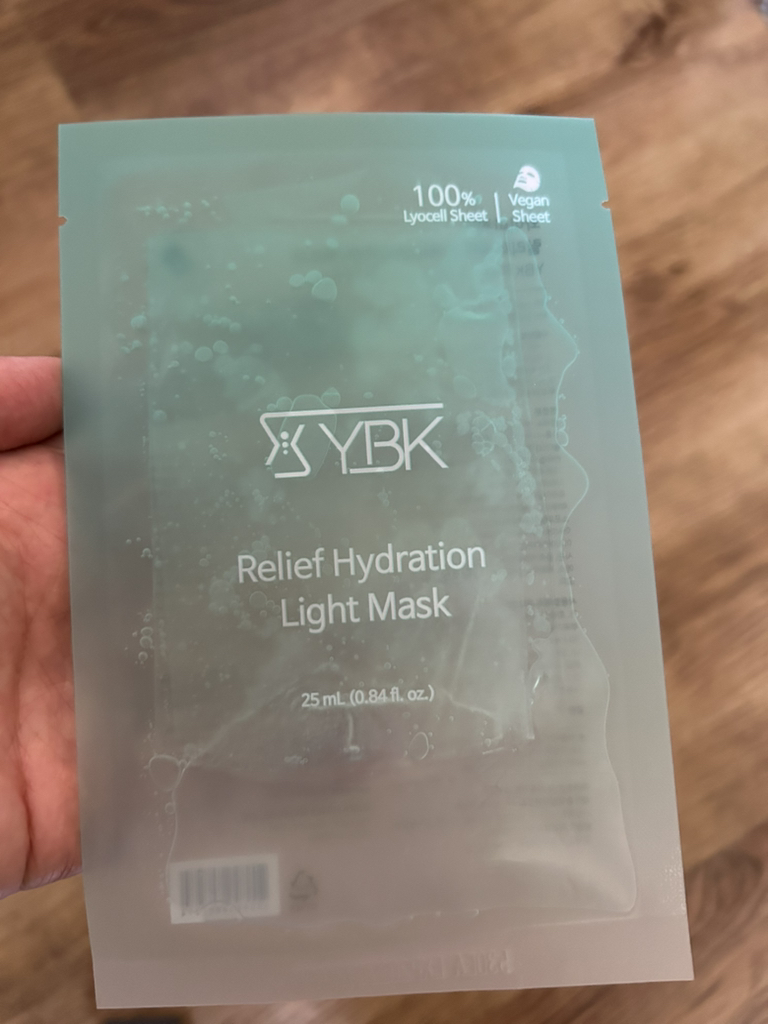 100% | Vegan
Lyocell Sheet | Sheet
YBK
Relief Hydration
Light Mask
25 mL (0.84 fl. oz.)